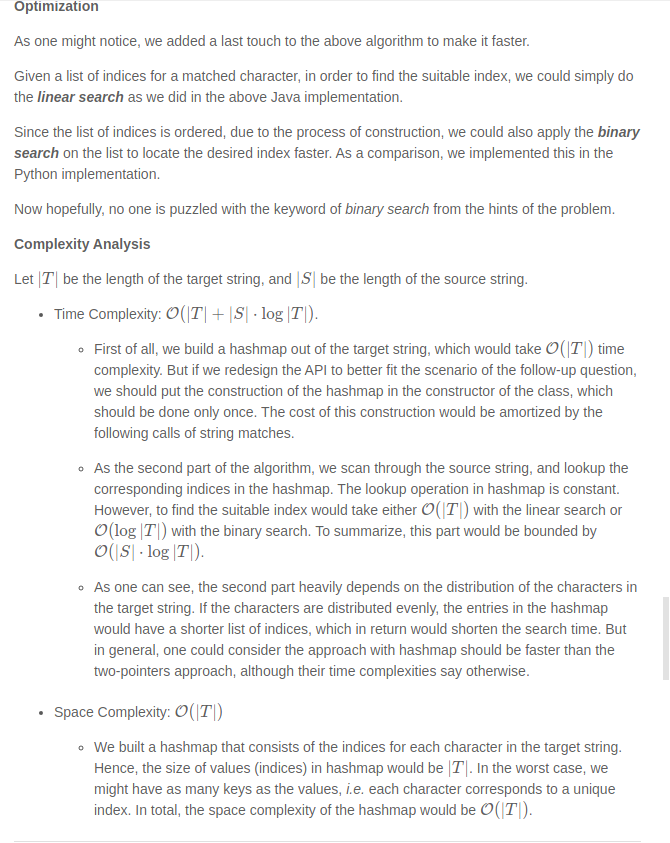 Optimization
As one might notice, we added a last touch to the above algorithm to make it faster.
Given a list of indices for a matched character, in order to find the suitable index, we could simply do
the linear search as we did in the above Java implementation.
Since the list of indices is ordered, due to the process of construction, we could also apply the binary
search on the list to locate the desired index faster. As a comparison, we implemented this in the
Python implementation.
Now hopefully, no one is puzzled with the keyword of binary search from the hints of the problem.
Complexity Analysis
Let |T| be the length of the target string, and |S| be the length of the source string.
• Time Complexity: O(|T| + |S| · log |T|).
◦ First of all, we build a hashmap out of the target string, which would take O(|T|) time
complexity. But if we redesign the API to better fit the scenario of the follow-up question,
we should put the construction of the hashmap in the constructor of the class, which
should be done only once. The cost of this construction would be amortized by the
following calls of string matches.
◦ As the second part of the algorithm, we scan through the source string, and lookup the
corresponding indices in the hashmap. The lookup operation in hashmap is constant.
However, to find the suitable index would take either O(|T|) with the linear search or
O(log |T|) with the binary search. To summarize, this part would be bounded by
O(|S| · log |T|).
◦ As one can see, the second part heavily depends on the distribution of the characters in
the target string. If the characters are distributed evenly, the entries in the hashmap
would have a shorter list of indices, which in return would shorten the search time. But
in general, one could consider the approach with hashmap should be faster than the
two-pointers approach, although their time complexities say otherwise.
• Space Complexity: O(|T|)
◦ We built a hashmap that consists of the indices for each character in the target string.
Hence, the size of values (indices) in hashmap would be |T|. In the worst case, we
might have as many keys as the values, i.e. each character corresponds to a unique
index. In total, the space complexity of the hashmap would be O(|T|).